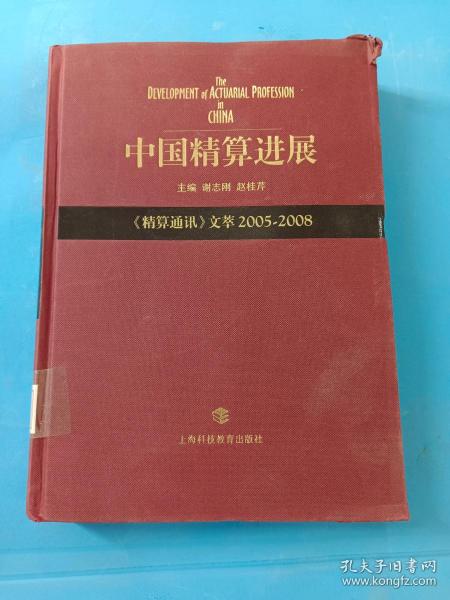 The
DEVELOPMENT of ACTUARIAL PROFESSION
in
CHINA
中国精算进展
主编 谢志刚 赵桂芹
《精算通讯》文萃 2005-2008
上海科技教育出版社
孔夫子旧书网
www.kongfz.com